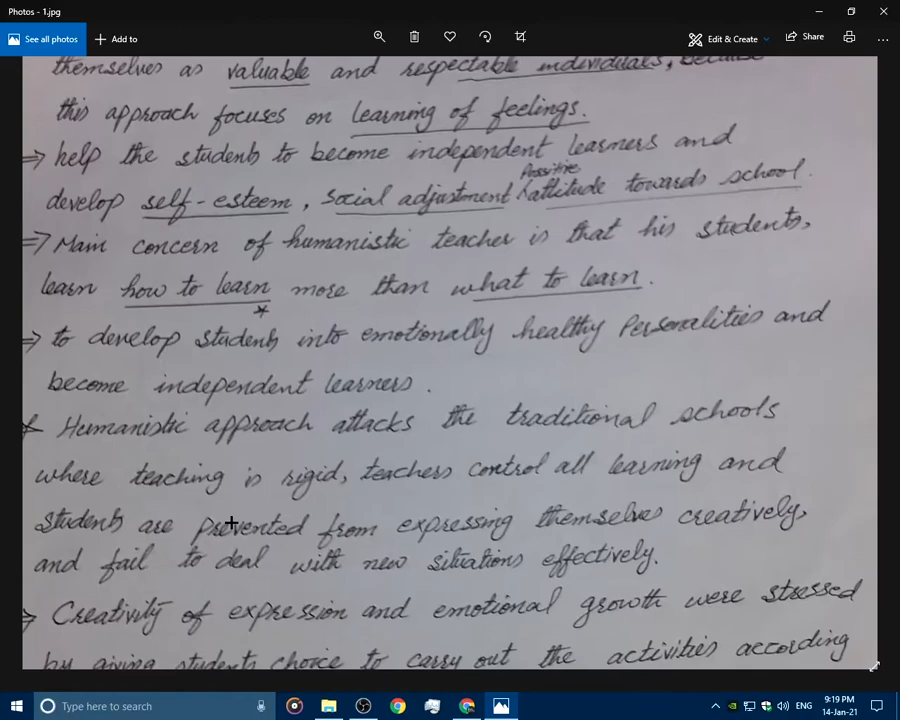 Photos - 1.jpg
See all photos
Add to
Edit & Create
Share
themselves as valuable and respectable individuals, because
this approach focuses on learning of feelings.
⇒ help the students to become independent learners and
Possitive
develop self-esteem, social adjustment ^ attitude towards school.
⇒ Main concern of humanistic teacher is that his students,
learn how to learn more than what to learn.
*
⇒ to develop students into emotionally healthy Personalities and
become independent learners.
* Humanistic approach attacks the traditional schools
where teaching is rigid, teachers control all learning and
students are prevented from expressing themselves creatively,
and fail to deal with new situations effectively.
⇒ Creativity of expression and emotional growth were stressed
by giving students choice to carry out the activities according
Type here to search
ENG
9:19 PM
14-Jan-21